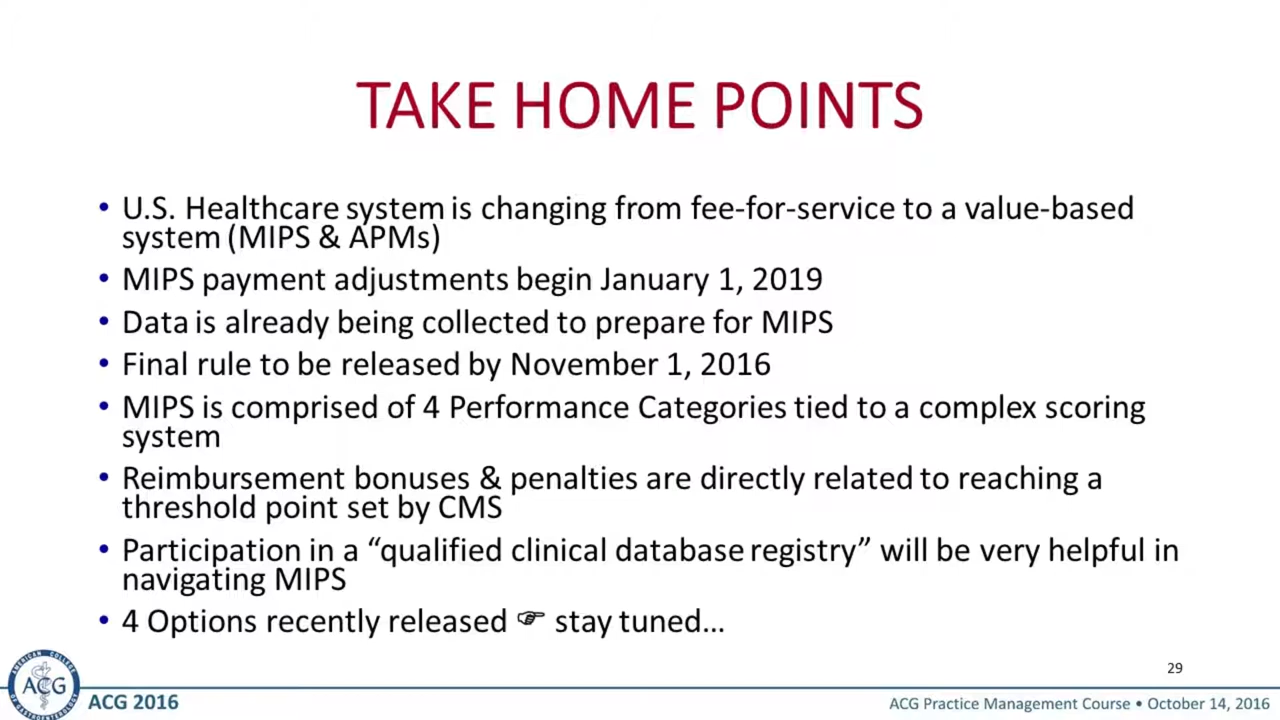 TAKE HOME POINTS
• U.S. Healthcare system is changing from fee-for-service to a value-based
system (MIPS & APMs)
• MIPS payment adjustments begin January 1, 2019
• Data is already being collected to prepare for MIPS
• Final rule to be released by November 1, 2016
• MIPS is comprised of 4 Performance Categories tied to a complex scoring
system
• Reimbursement bonuses & penalties are directly related to reaching a
threshold point set by CMS
• Participation in a “qualified clinical database registry” will be very helpful in
navigating MIPS
• 4 Options recently released ☞ stay tuned…
29
AMERICAN COLLEGE
ACG
OF GASTROENTEROLOGY
ACG 2016
ACG Practice Management Course • October 14, 2016